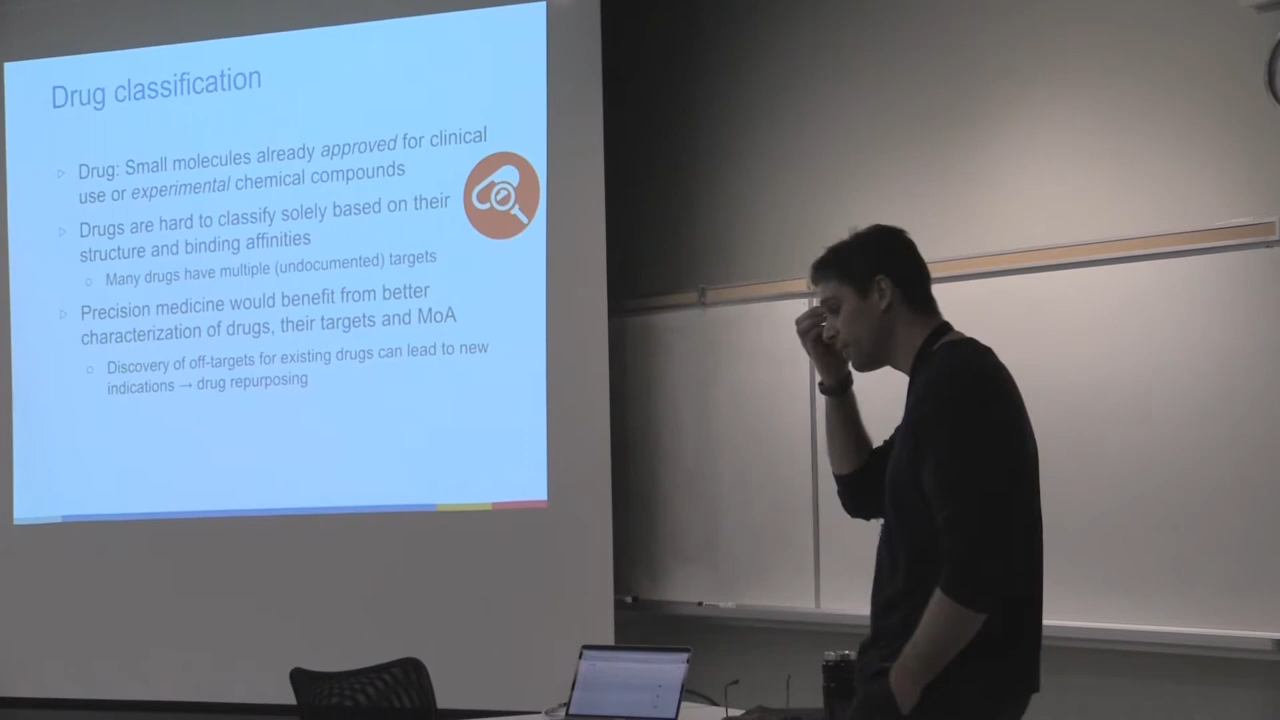 Drug classification
Drug: Small molecules already approved for clinical
use or experimental chemical compounds
Drugs are hard to classify solely based on their
structure and binding affinities
Many drugs have multiple (undocumented) targets
Precision medicine would benefit from better
characterization of drugs, their targets and MoA
Discovery of off-targets for existing drugs can lead to new
indications → drug repurposing